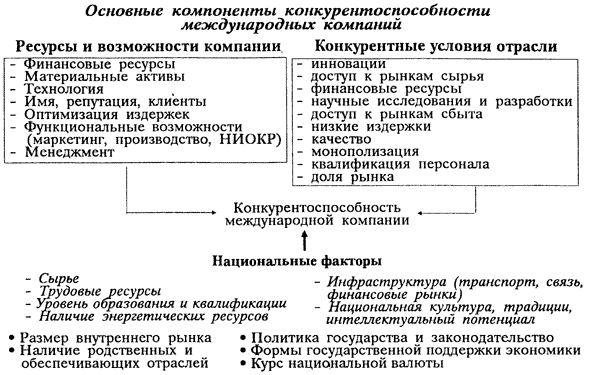 Основные компоненты конкурентоспособности
международных компаний
Ресурсы и возможности компании
- Финансовые ресурсы
- Материальные активы
- Технология
- Имя, репутация, клиенты
- Оптимизация издержек
- Функциональные возможности
(маркетинг, производство, НИОКР)
- Менеджмент
Конкурентные условия отрасли
- инновации
- доступ к рынкам сырья
- финансовые ресурсы
- научные исследования и разработки
- доступ к рынкам сбыта
- низкие издержки
- качество
- монополизация
- квалификация персонала
- доля рынка
Конкурентоспособность
международной компании
Национальные факторы
- Сырье
- Трудовые ресурсы
- Уровень образования и квалификации
- Наличие энергетических ресурсов
- Инфраструктура (транспорт, связь,
финансовые рынки)
- Национальная культура, традиции,
интеллектуальный потенциал
• Размер внутреннего рынка
• Наличие родственных и
обеспечивающих отраслей
• Политика государства и законодательство
• Формы государственной поддержки экономики
• Курс национальной валюты